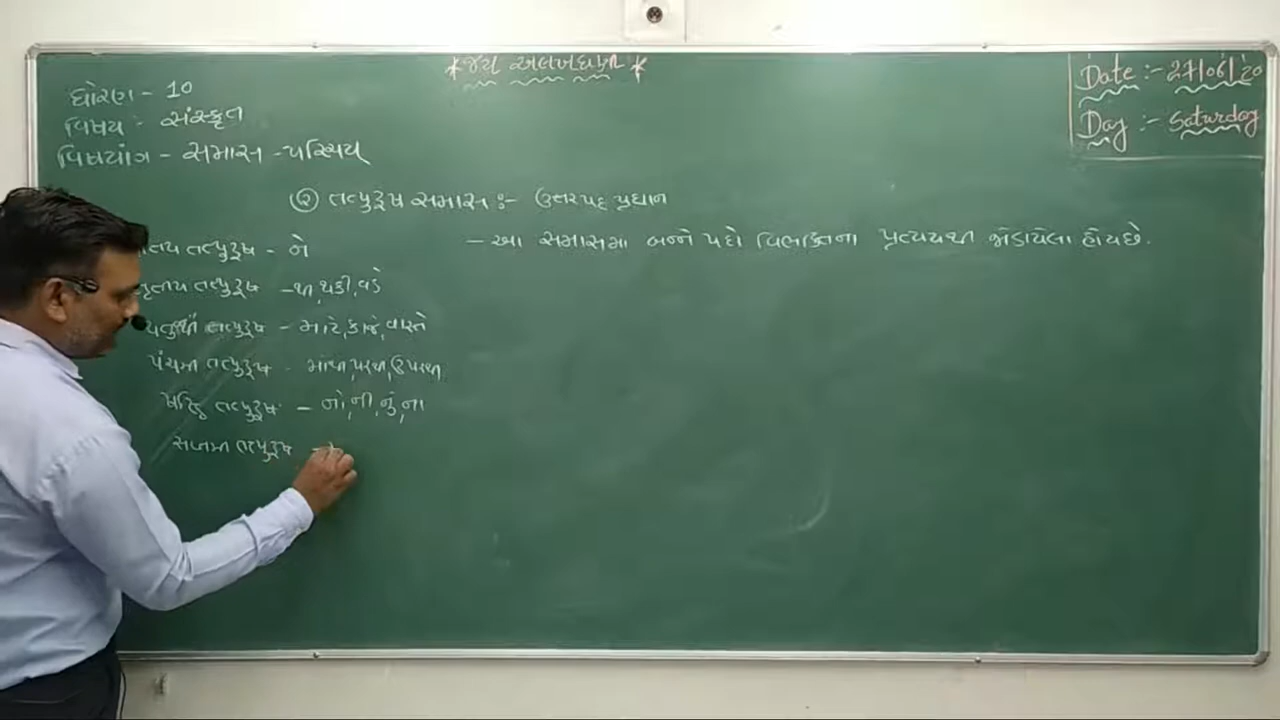 *જય અલખધણી*
Date :- 27/06/20
Day :- Saturday
ધોરણ - 10
વિષય - સંસ્કૃત
વિષયાંગ - સમાસ - પરિચય
(૨) તત્પુરૂષ સમાસ :- ઉત્તરપદ પ્રધાન
તત્પુરૂષ - ને
- આ સમાસમા બન્ને પદો વિભક્તિના પ્રત્યયથી જોડાયેલા હોય છે.
તૃતીય તત્પુરૂષ - થી, થકી, વડે
ચતુર્થી તત્પુરૂષ - માટે, કાજે, વાસ્તે
પંચમી તત્પુરૂષ - માંથી, પરથી, ઉપરથી
ષષ્ઠિ તત્પુરૂષ - નો, ની, નું, ના
સપ્તમી તત્પુરૂષ -